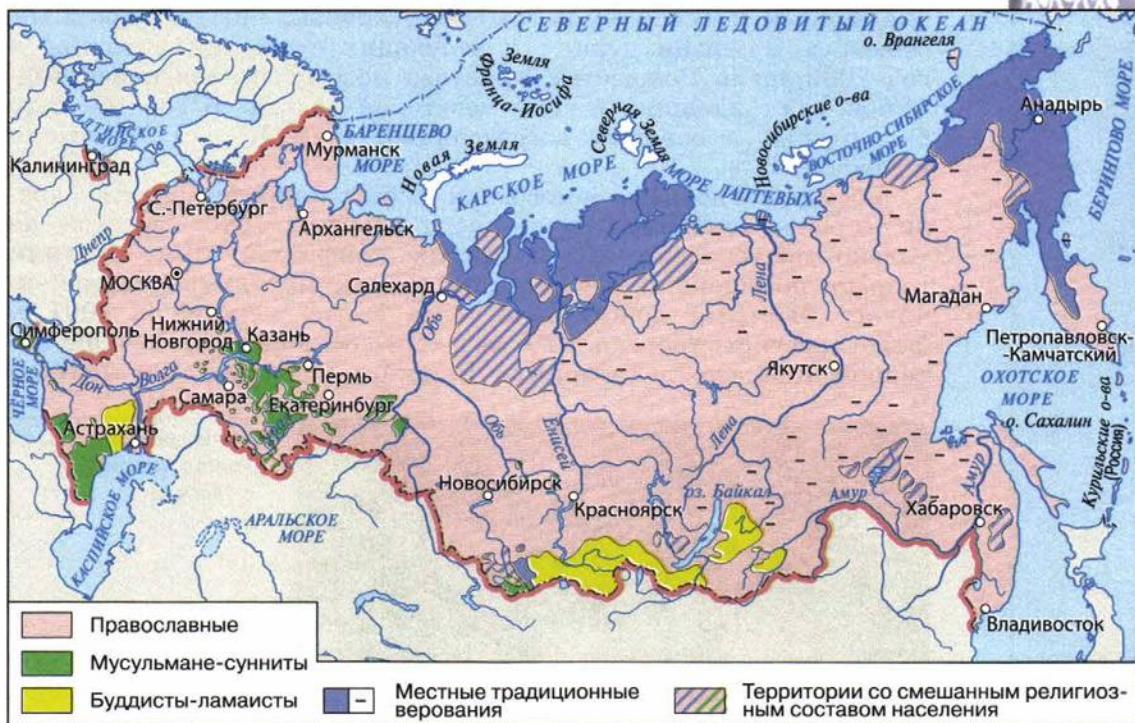 СЕВЕРНЫЙ ЛЕДОВИТЫЙ ОКЕАН
о. Врангеля
Земля
Франца-Иосифа
Северная Земля
Новосибирские о-ва
ВОСТОЧНО-СИБИРСКОЕ
МОРЕ
Анадырь
БЕРИНГОВО МОРЕ
БАЛТИЙСКОЕ
МОРЕ
Калининград
Мурманск
БАРЕНЦЕВО
МОРЕ
Новая Земля
КАРСКОЕ МОРЕ
МОРЕ ЛАПТЕВЫХ
С.-Петербург
Архангельск
Днепр
МОСКВА
Салехард
Обь
Лена
Магадан
Симферополь
Нижний
Новгород
Казань
Петропавловск-
-Камчатский
Якутск
ОХОТСКОЕ
МОРЕ
ЧЁРНОЕ
МОРЕ
Дон
Волга
Пермь
Самара
Екатеринбург
Урал
Астрахань
Обь
Енисей
Лена
о. Сахалин
Курильские о-ва
(Россия)
КАСПИЙСКОЕ МОРЕ
АРАЛЬСКОЕ
МОРЕ
Новосибирск
Красноярск
оз. Байкал
Амур
Амур
Хабаровск
Владивосток
Православные
Мусульмане-сунниты
Буддисты-ламаисты
– Местные традиционные
верования
Территории со смешанным религиоз-
ным составом населения